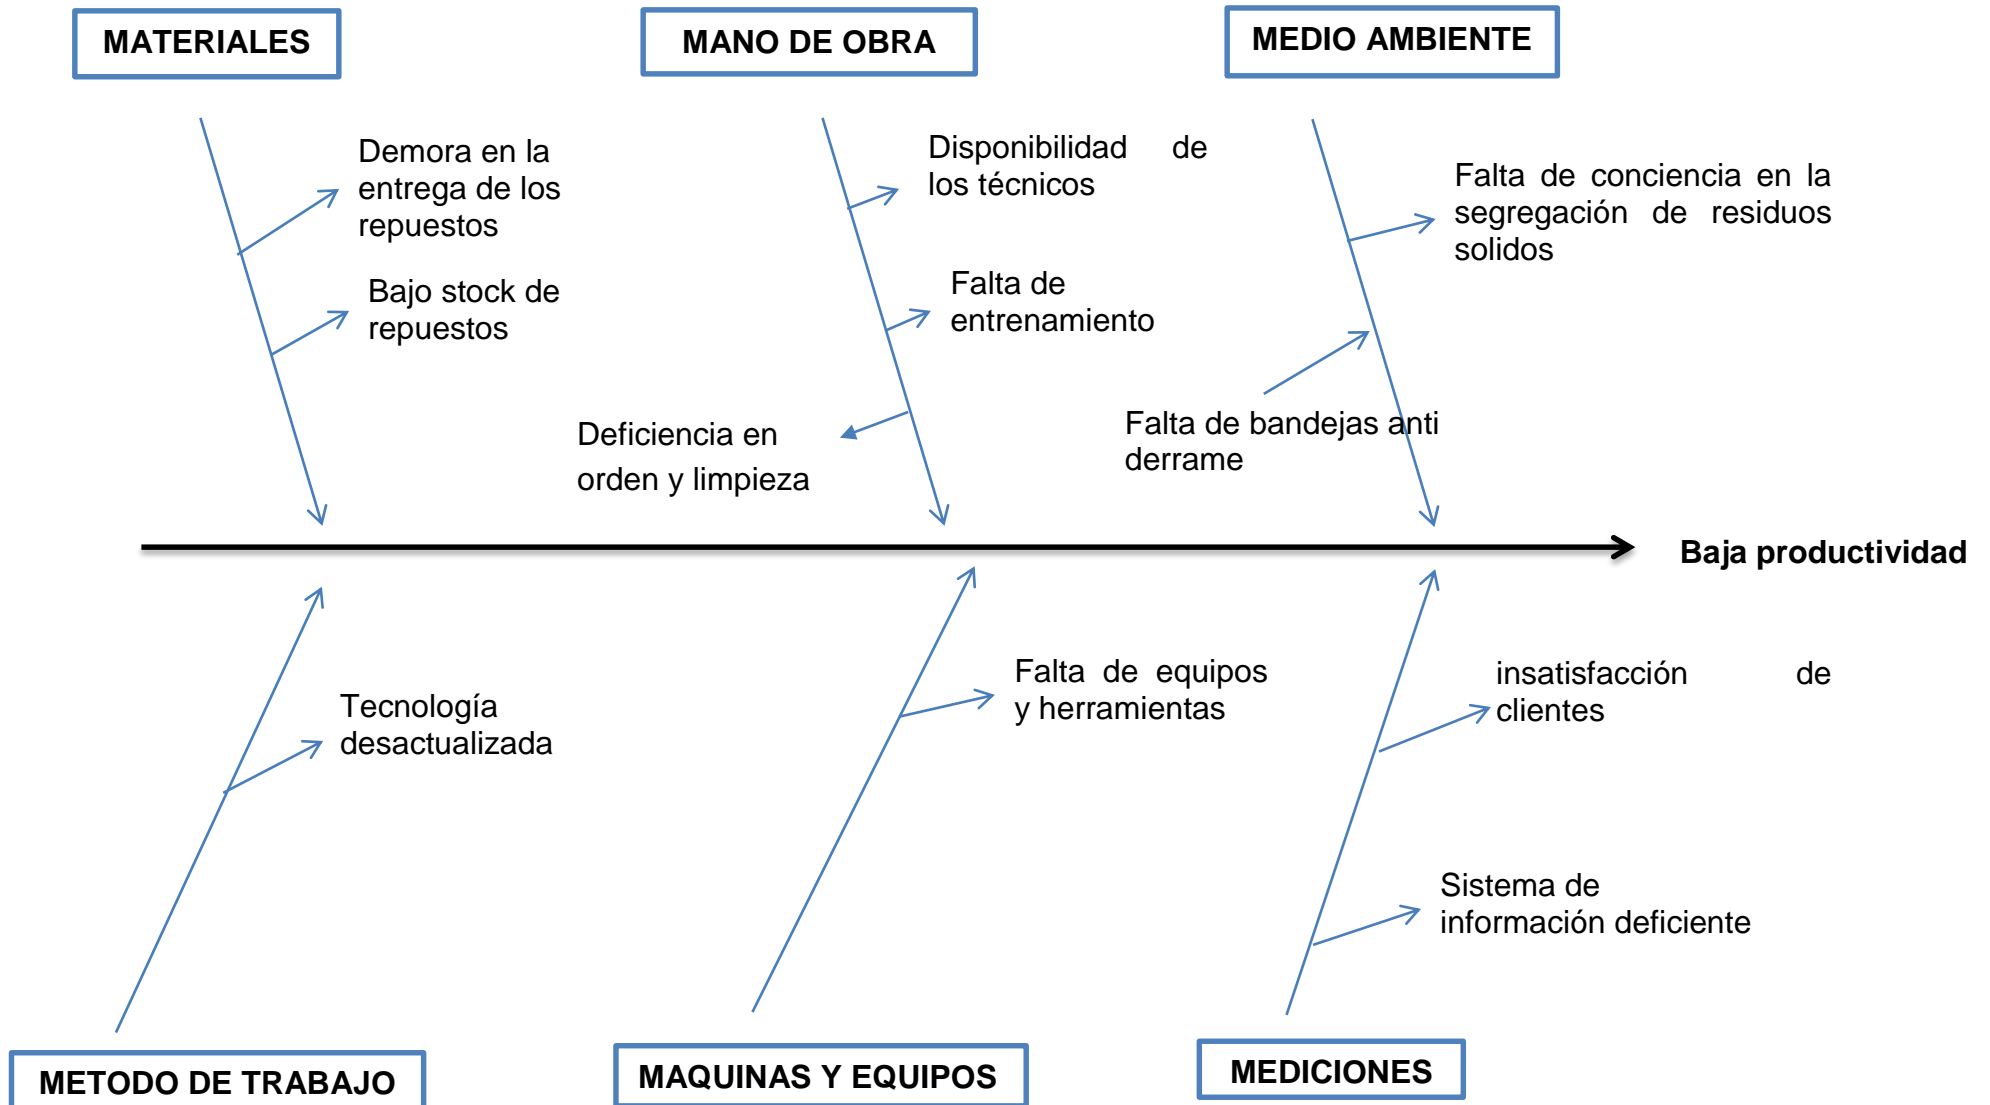 MATERIALES
MANO DE OBRA
MEDIO AMBIENTE
Demora en la
entrega de los
repuestos
Bajo stock de
repuestos
Disponibilidad de
los técnicos
Falta de
entrenamiento
Deficiencia en
orden y limpieza
Falta de conciencia en la
segregación de residuos
solidos
Falta de bandejas anti
derrame
Baja productividad
Tecnología
desactualizada
Falta de equipos
y herramientas
insatisfacción de
clientes
Sistema de
información deficiente
METODO DE TRABAJO
MAQUINAS Y EQUIPOS
MEDICIONES